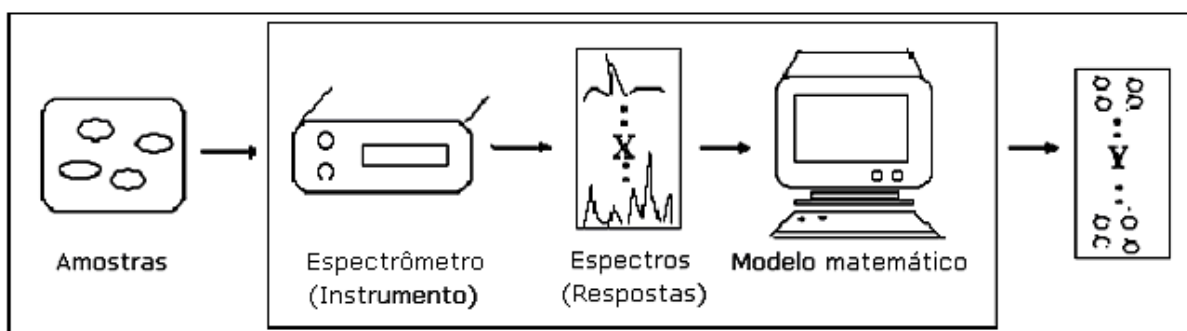 X
Y
Amostras
Espectrômetro
(Instrumento)
Espectros
(Respostas)
Modelo matemático